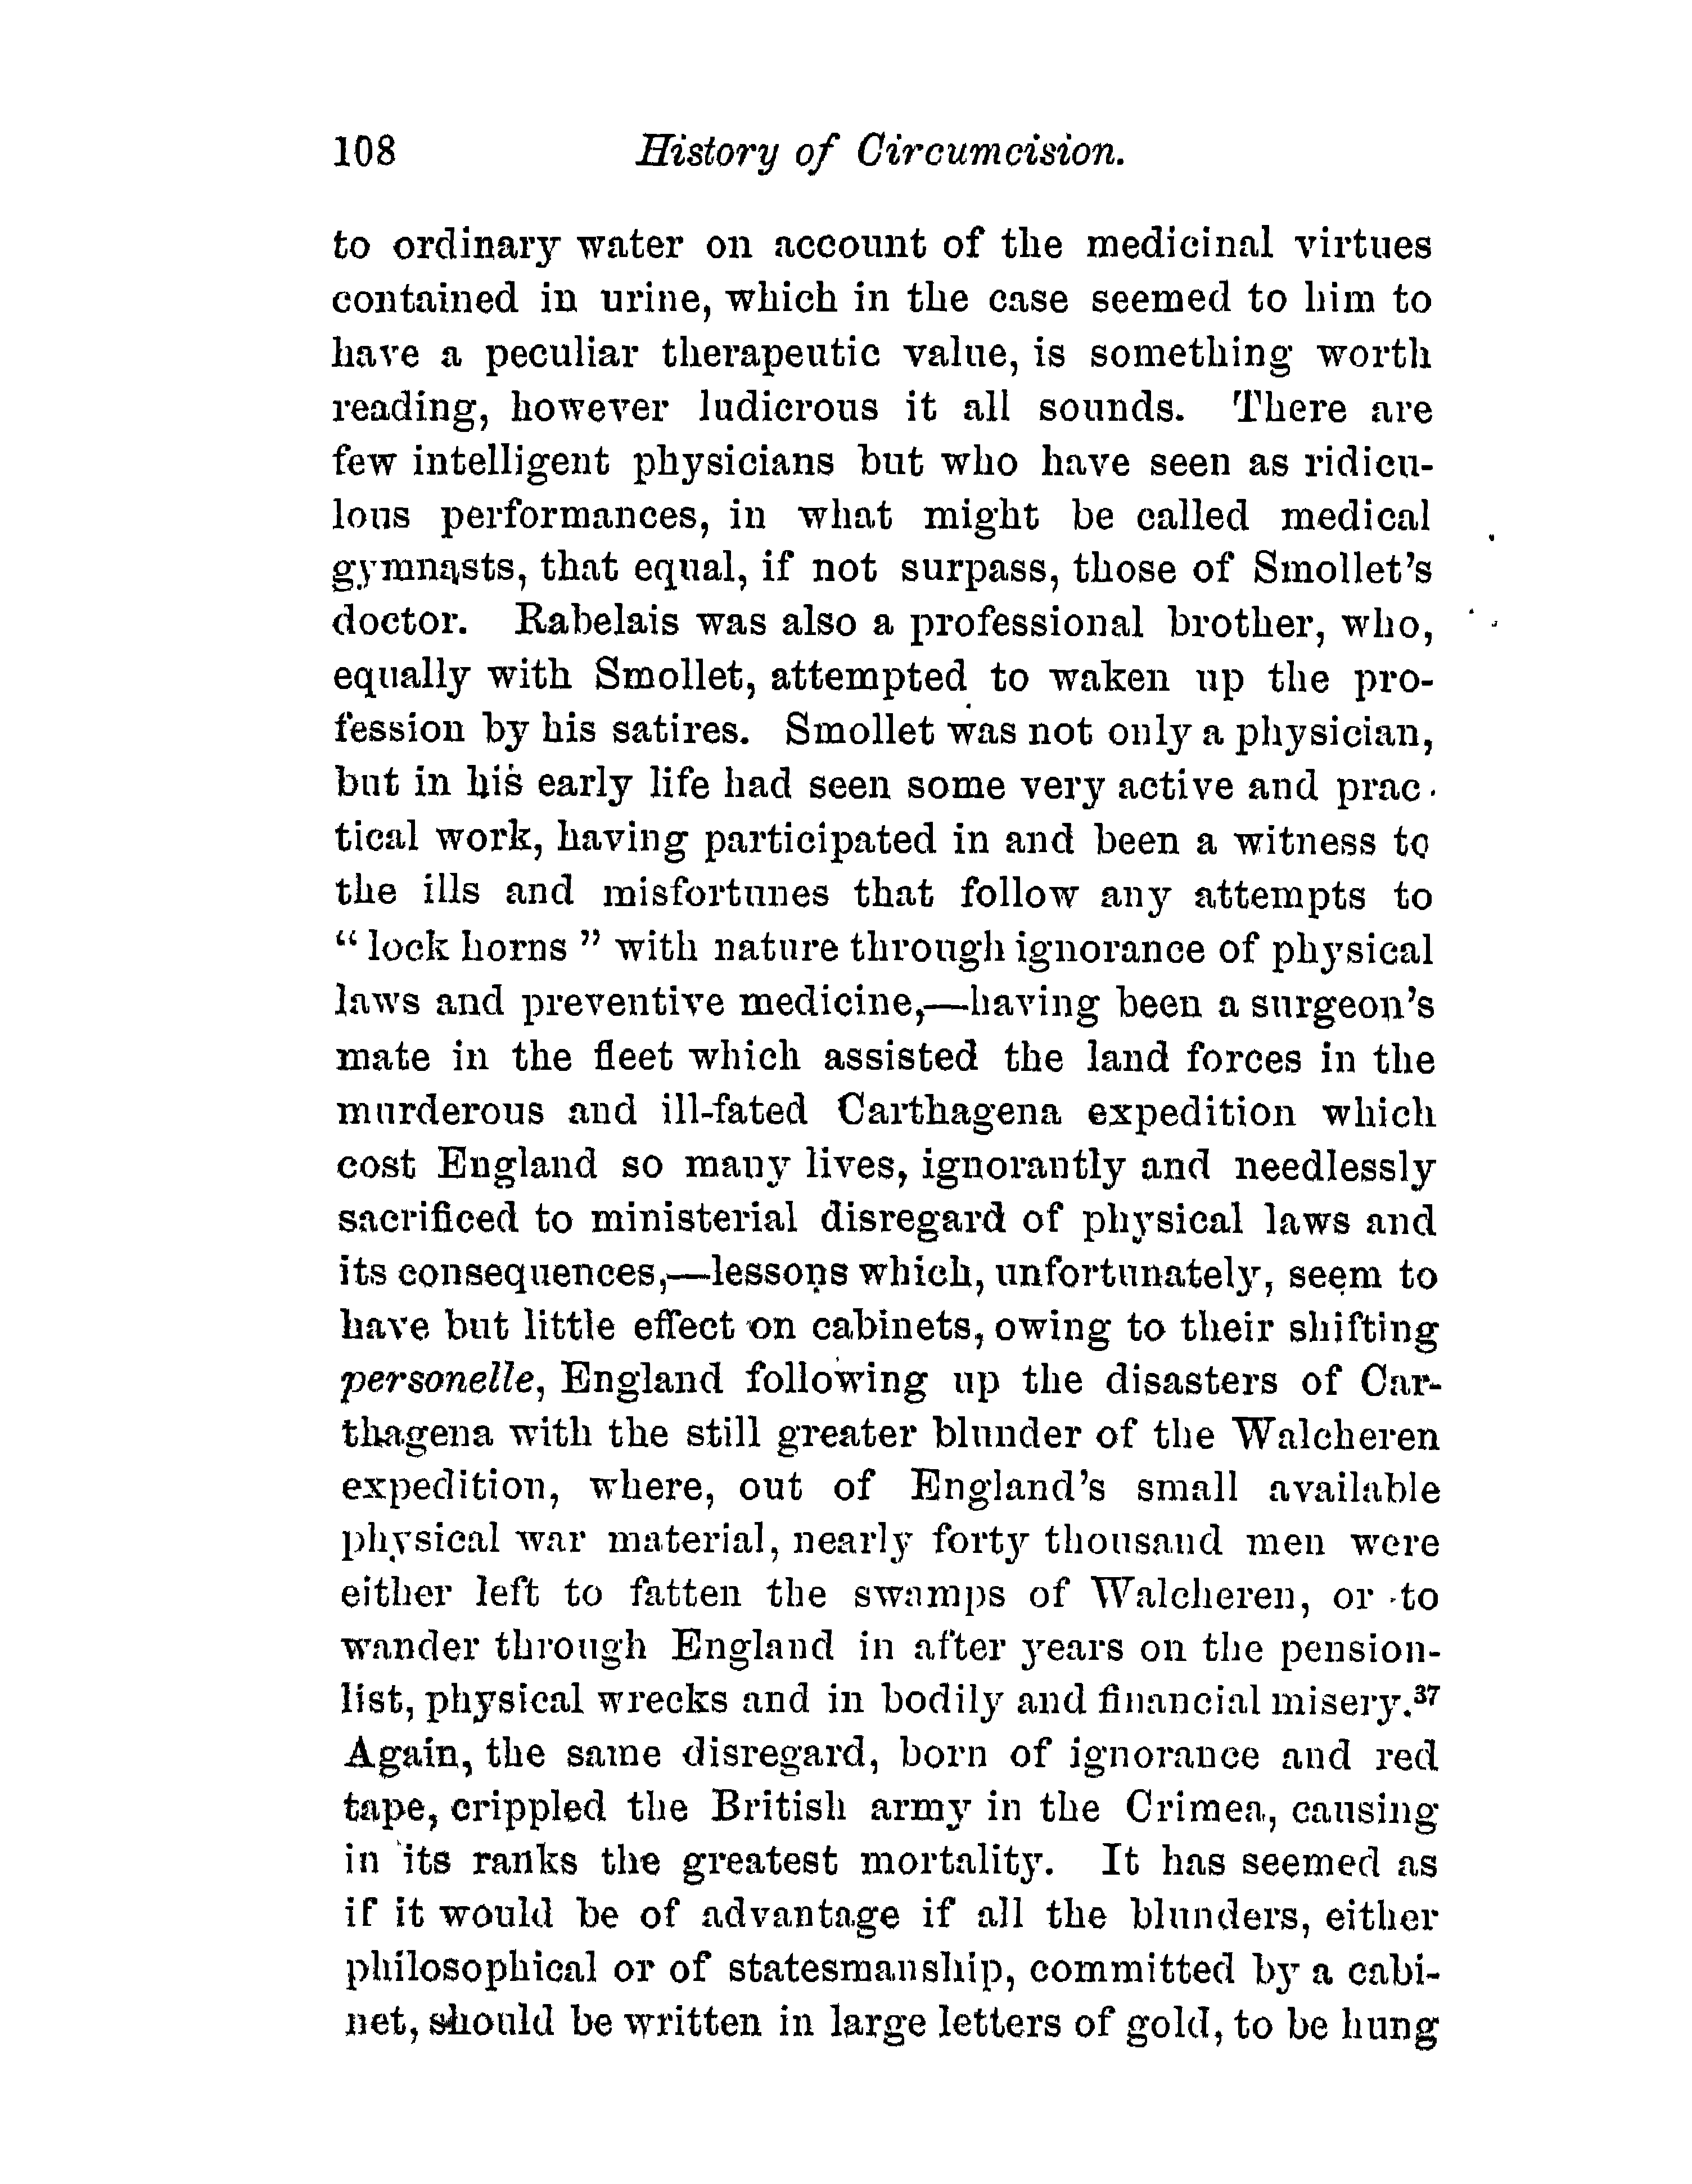 108 History of Circumcision.
to ordinary water on account of the medicinal virtues
contained in urine, which in the case seemed to him to
have a peculiar therapeutic value, is something worth
reading, however ludicrous it all sounds. There are
few intelligent physicians but who have seen as ridicu-
lous performances, in what might be called medical
gymnasts, that equal, if not surpass, those of Smollet's
doctor. Rabelais was also a professional brother, who,
equally with Smollet, attempted to waken up the pro-
fession by his satires. Smollet was not only a physician,
but in his early life had seen some very active and prac-
tical work, having participated in and been a witness to
the ills and misfortunes that follow any attempts to
"lock horns" with nature through ignorance of physical
laws and preventive medicine,—having been a surgeon's
mate in the fleet which assisted the land forces in the
murderous and ill-fated Carthagena expedition which
cost England so many lives, ignorantly and needlessly
sacrificed to ministerial disregard of physical laws and
its consequences,—lessons which, unfortunately, seem to
have but little effect on cabinets, owing to their shifting
personelle, England following up the disasters of Car-
thagena with the still greater blunder of the Walcheren
expedition, where, out of England's small available
physical war material, nearly forty thousand men were
either left to fatten the swamps of Walcheren, or to
wander through England in after years on the pension-
list, physical wrecks and in bodily and financial misery.37
Again, the same disregard, born of ignorance and red
tape, crippled the British army in the Crimea, causing
in its ranks the greatest mortality. It has seemed as
if it would be of advantage if all the blunders, either
philosophical or of statesmanship, committed by a cabi-
net, should be written in large letters of gold, to be hung